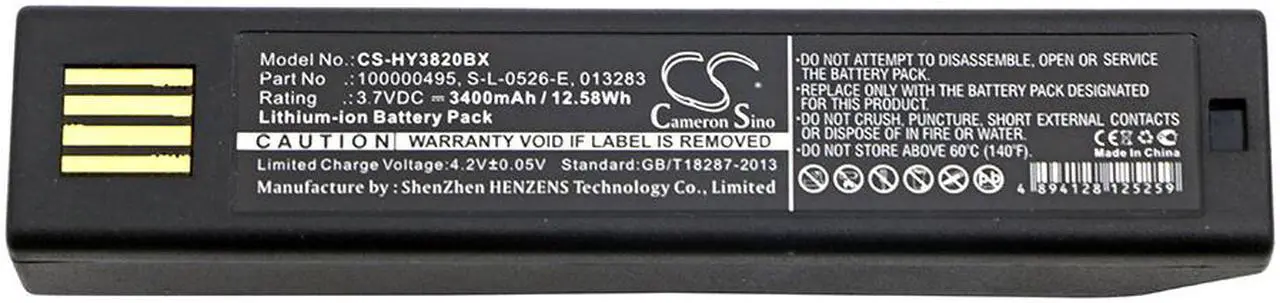 Model No.:CS-HY3820BX
Part No .:100000495, S-L-0526-E, 013283
Rating :3.7VDC ⎓ 3400mAh / 12.58Wh
Lithium-ion Battery Pack
CS
Cameron Sino
CAUTION WARRANTY VOID IF LABEL IS REMOVED
Limited Charge Voltage:4.2V±0.05V Standard:GB/T18287-2013
Manufacture by : ShenZhen HENZENS Technology Co., Limited
•DO NOT ATTEMPT TO DISASSEMBLE, OPEN OR SERVICE
THE BATTERY PACK.
•REPLACE ONLY WITH THE BATTERY PACK DESIGNATED
FOR THIS PRODUCT.
•DO NOT CRUSH, PUNCTURE, SHORT EXTERNAL CONTACTS
OR DISPOSE OF IN FIRE OR WATER.
•DO NOT STORE ABOVE 60℃ (140℉).
CE
Made In China
4 894128 125259